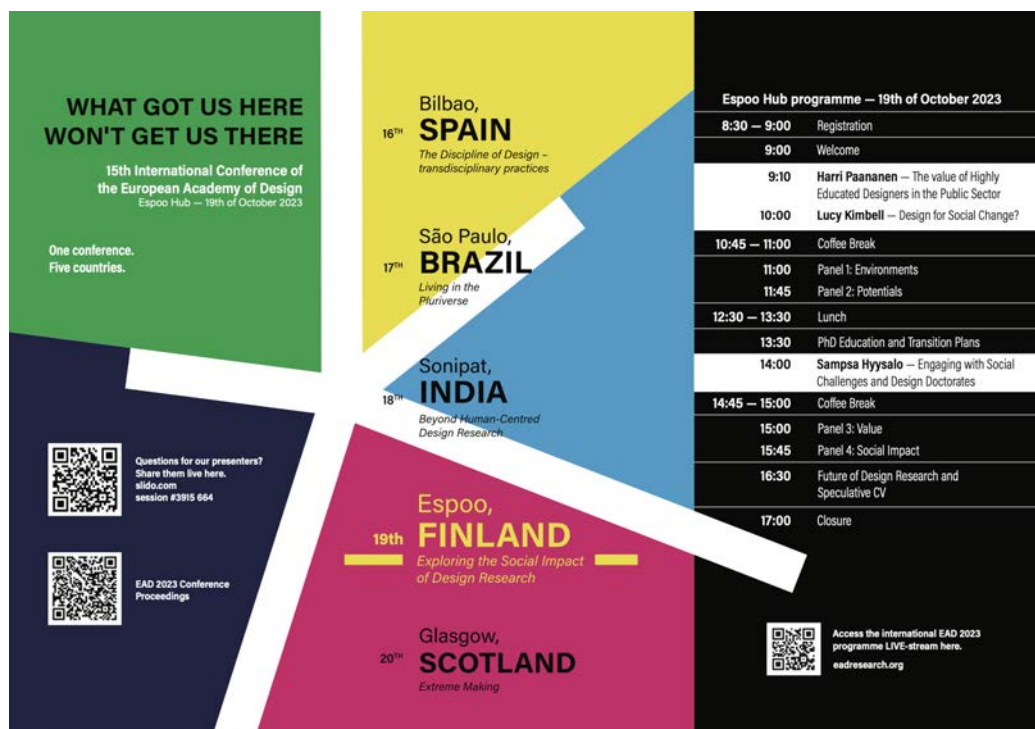 WHAT GOT US HERE
WON'T GET US THERE
15th International Conference of
the European Academy of Design
Espoo Hub — 19th of October 2023
One conference.
Five countries.
Questions for our presenters?
Share them live here.
slido.com
session #3915 664
EAD 2023 Conference
Proceedings
Bilbao,
16TH SPAIN
The Discipline of Design –
transdisciplinary practices
São Paulo,
17TH BRAZIL
Living in the
Pluriverse
Sonipat,
18TH INDIA
Beyond Human-Centred
Design Research
Espoo,
19th FINLAND
Exploring the Social Impact
of Design Research
Glasgow,
20TH SCOTLAND
Extreme Making
Espoo Hub programme — 19th of October 2023
8:30 — 9:00 Registration
9:00 Welcome
9:10 Harri Paananen — The value of Highly
Educated Designers in the Public Sector
10:00 Lucy Kimbell — Design for Social Change?
10:45 — 11:00 Coffee Break
11:00 Panel 1: Environments
11:45 Panel 2: Potentials
12:30 — 13:30 Lunch
13:30 PhD Education and Transition Plans
14:00 Sampsa Hyysalo — Engaging with Social
Challenges and Design Doctorates
14:45 — 15:00 Coffee Break
15:00 Panel 3: Value
15:45 Panel 4: Social Impact
16:30 Future of Design Research and
Speculative CV
17:00 Closure
Access the international EAD 2023
programme LIVE-stream here.
eadresearch.org